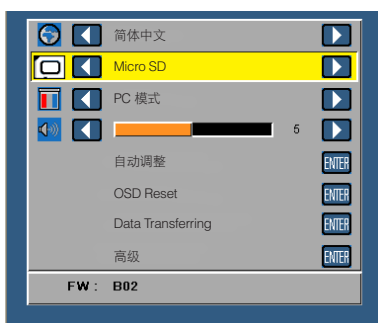 简体中文
Micro SD
PC 模式
5
自动调整 ENTER
OSD Reset ENTER
Data Transferring ENTER
高级 ENTER
FW : B02